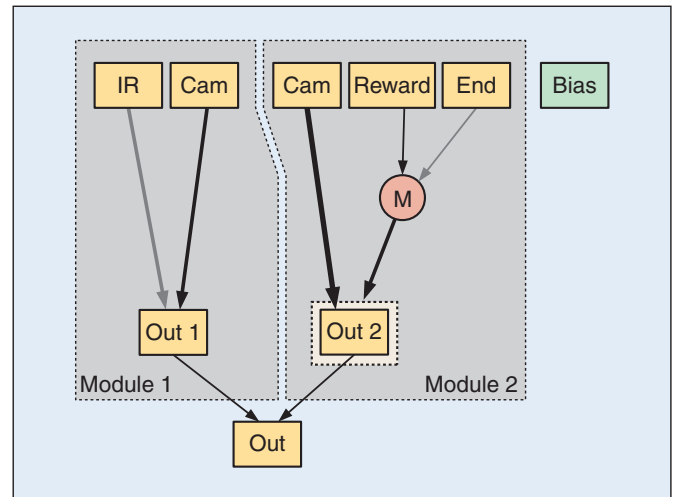 IR Cam Cam Reward End Bias
M
Out 1 Out 2
Module 1 Module 2
Out